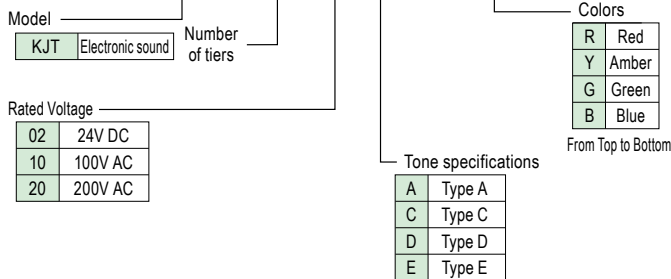 Model
KJT Electronic sound
Number
of tiers
Colors
R Red
Y Amber
G Green
B Blue
From Top to Bottom
Rated Voltage
02 24V DC
10 100V AC
20 200V AC
Tone specifications
A Type A
C Type C
D Type D
E Type E